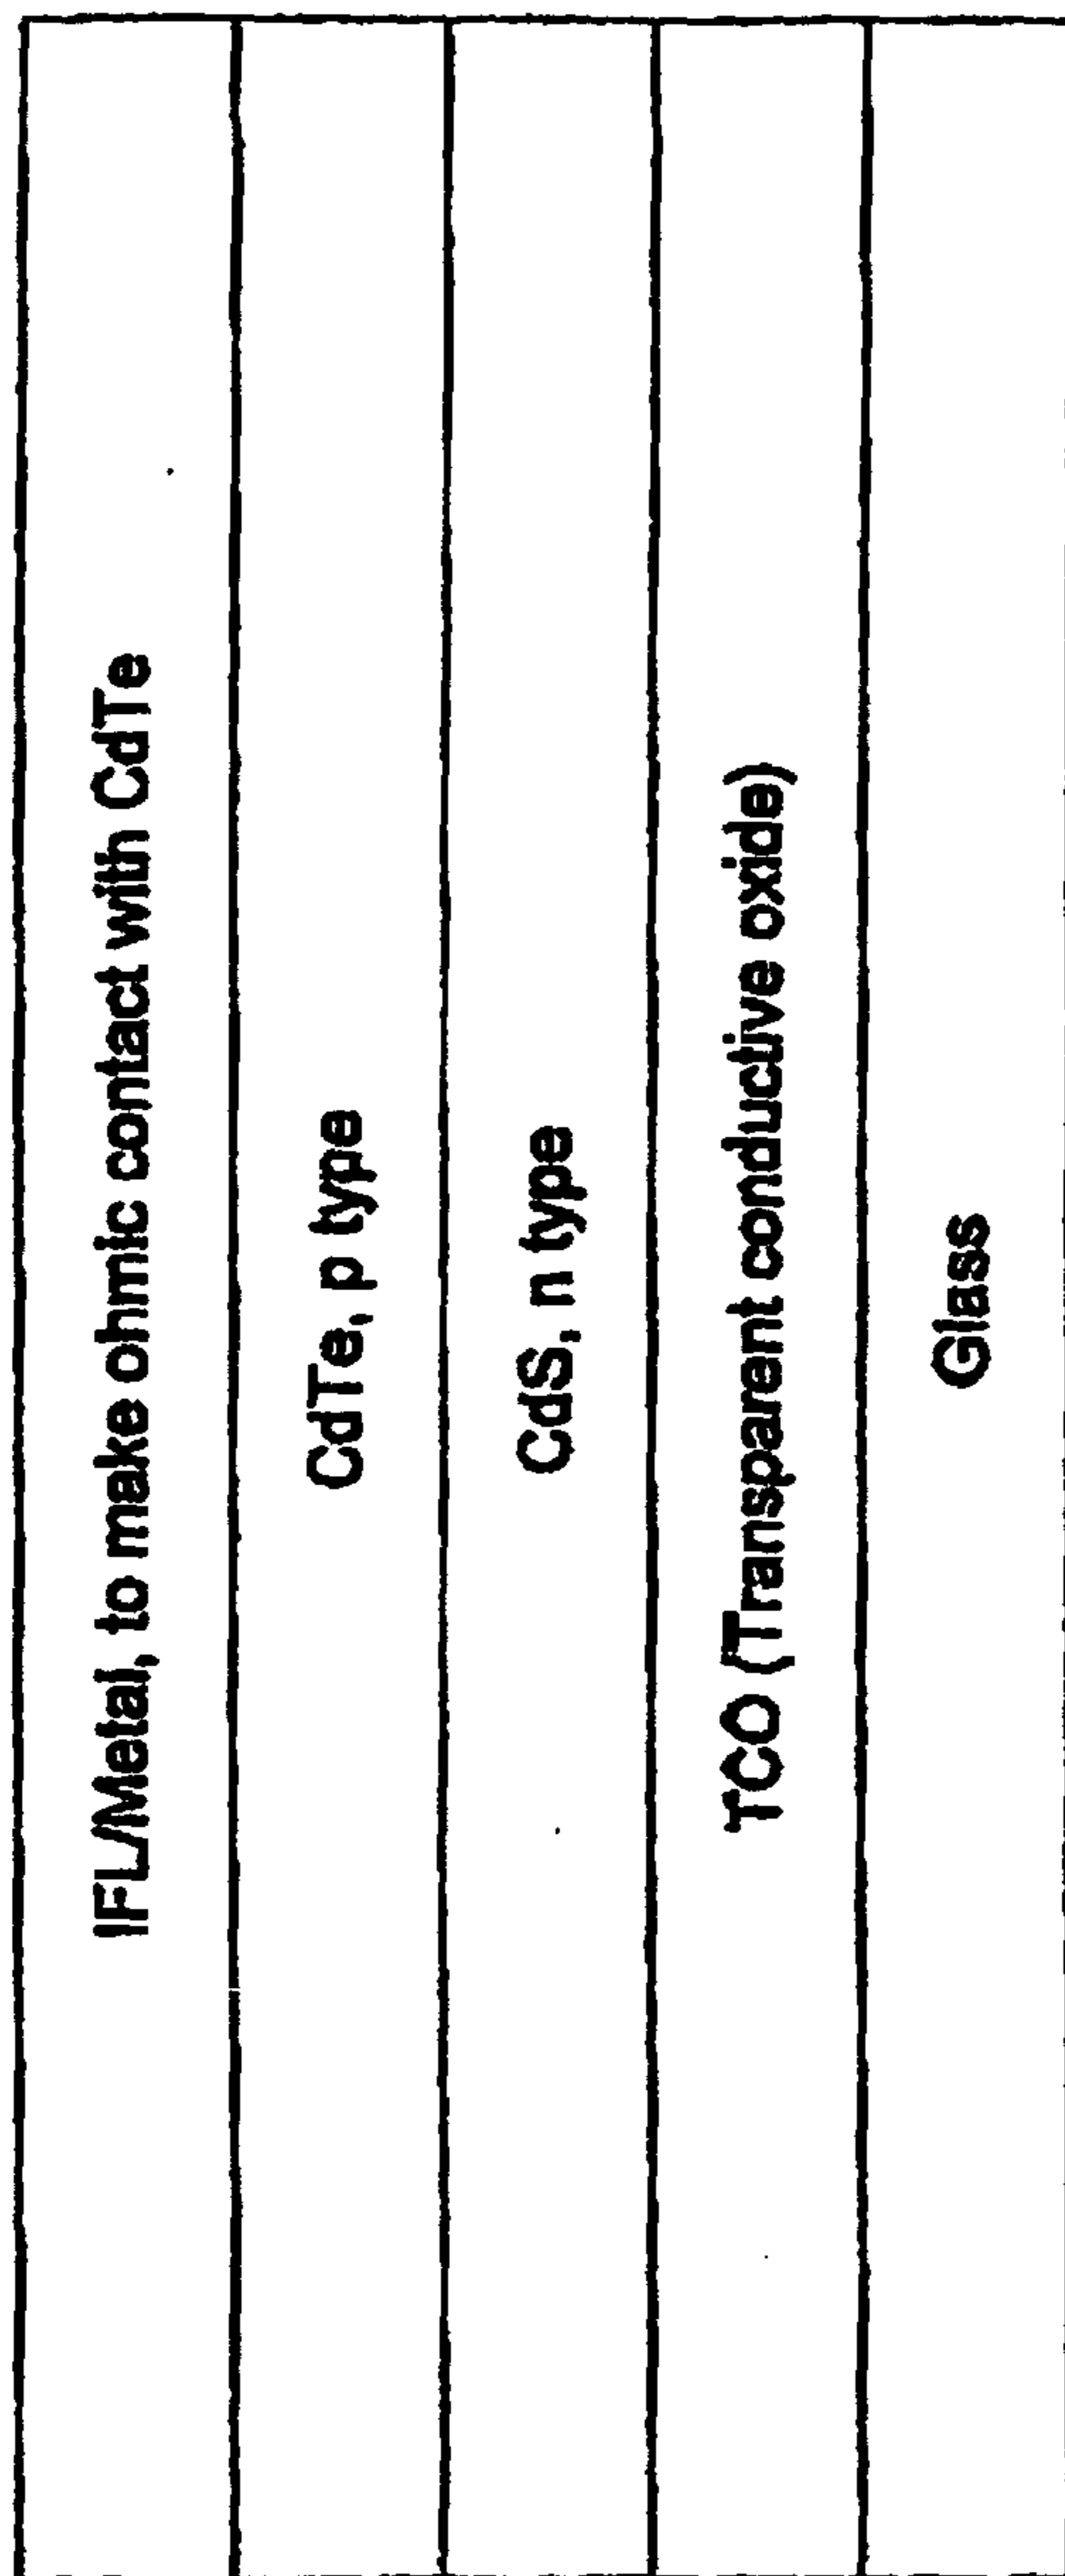 IFL/Metal, to make ohmic contact with CdTe
CdTe, p type
CdS, n type
TCO (Transparent conductive oxide)
Glass